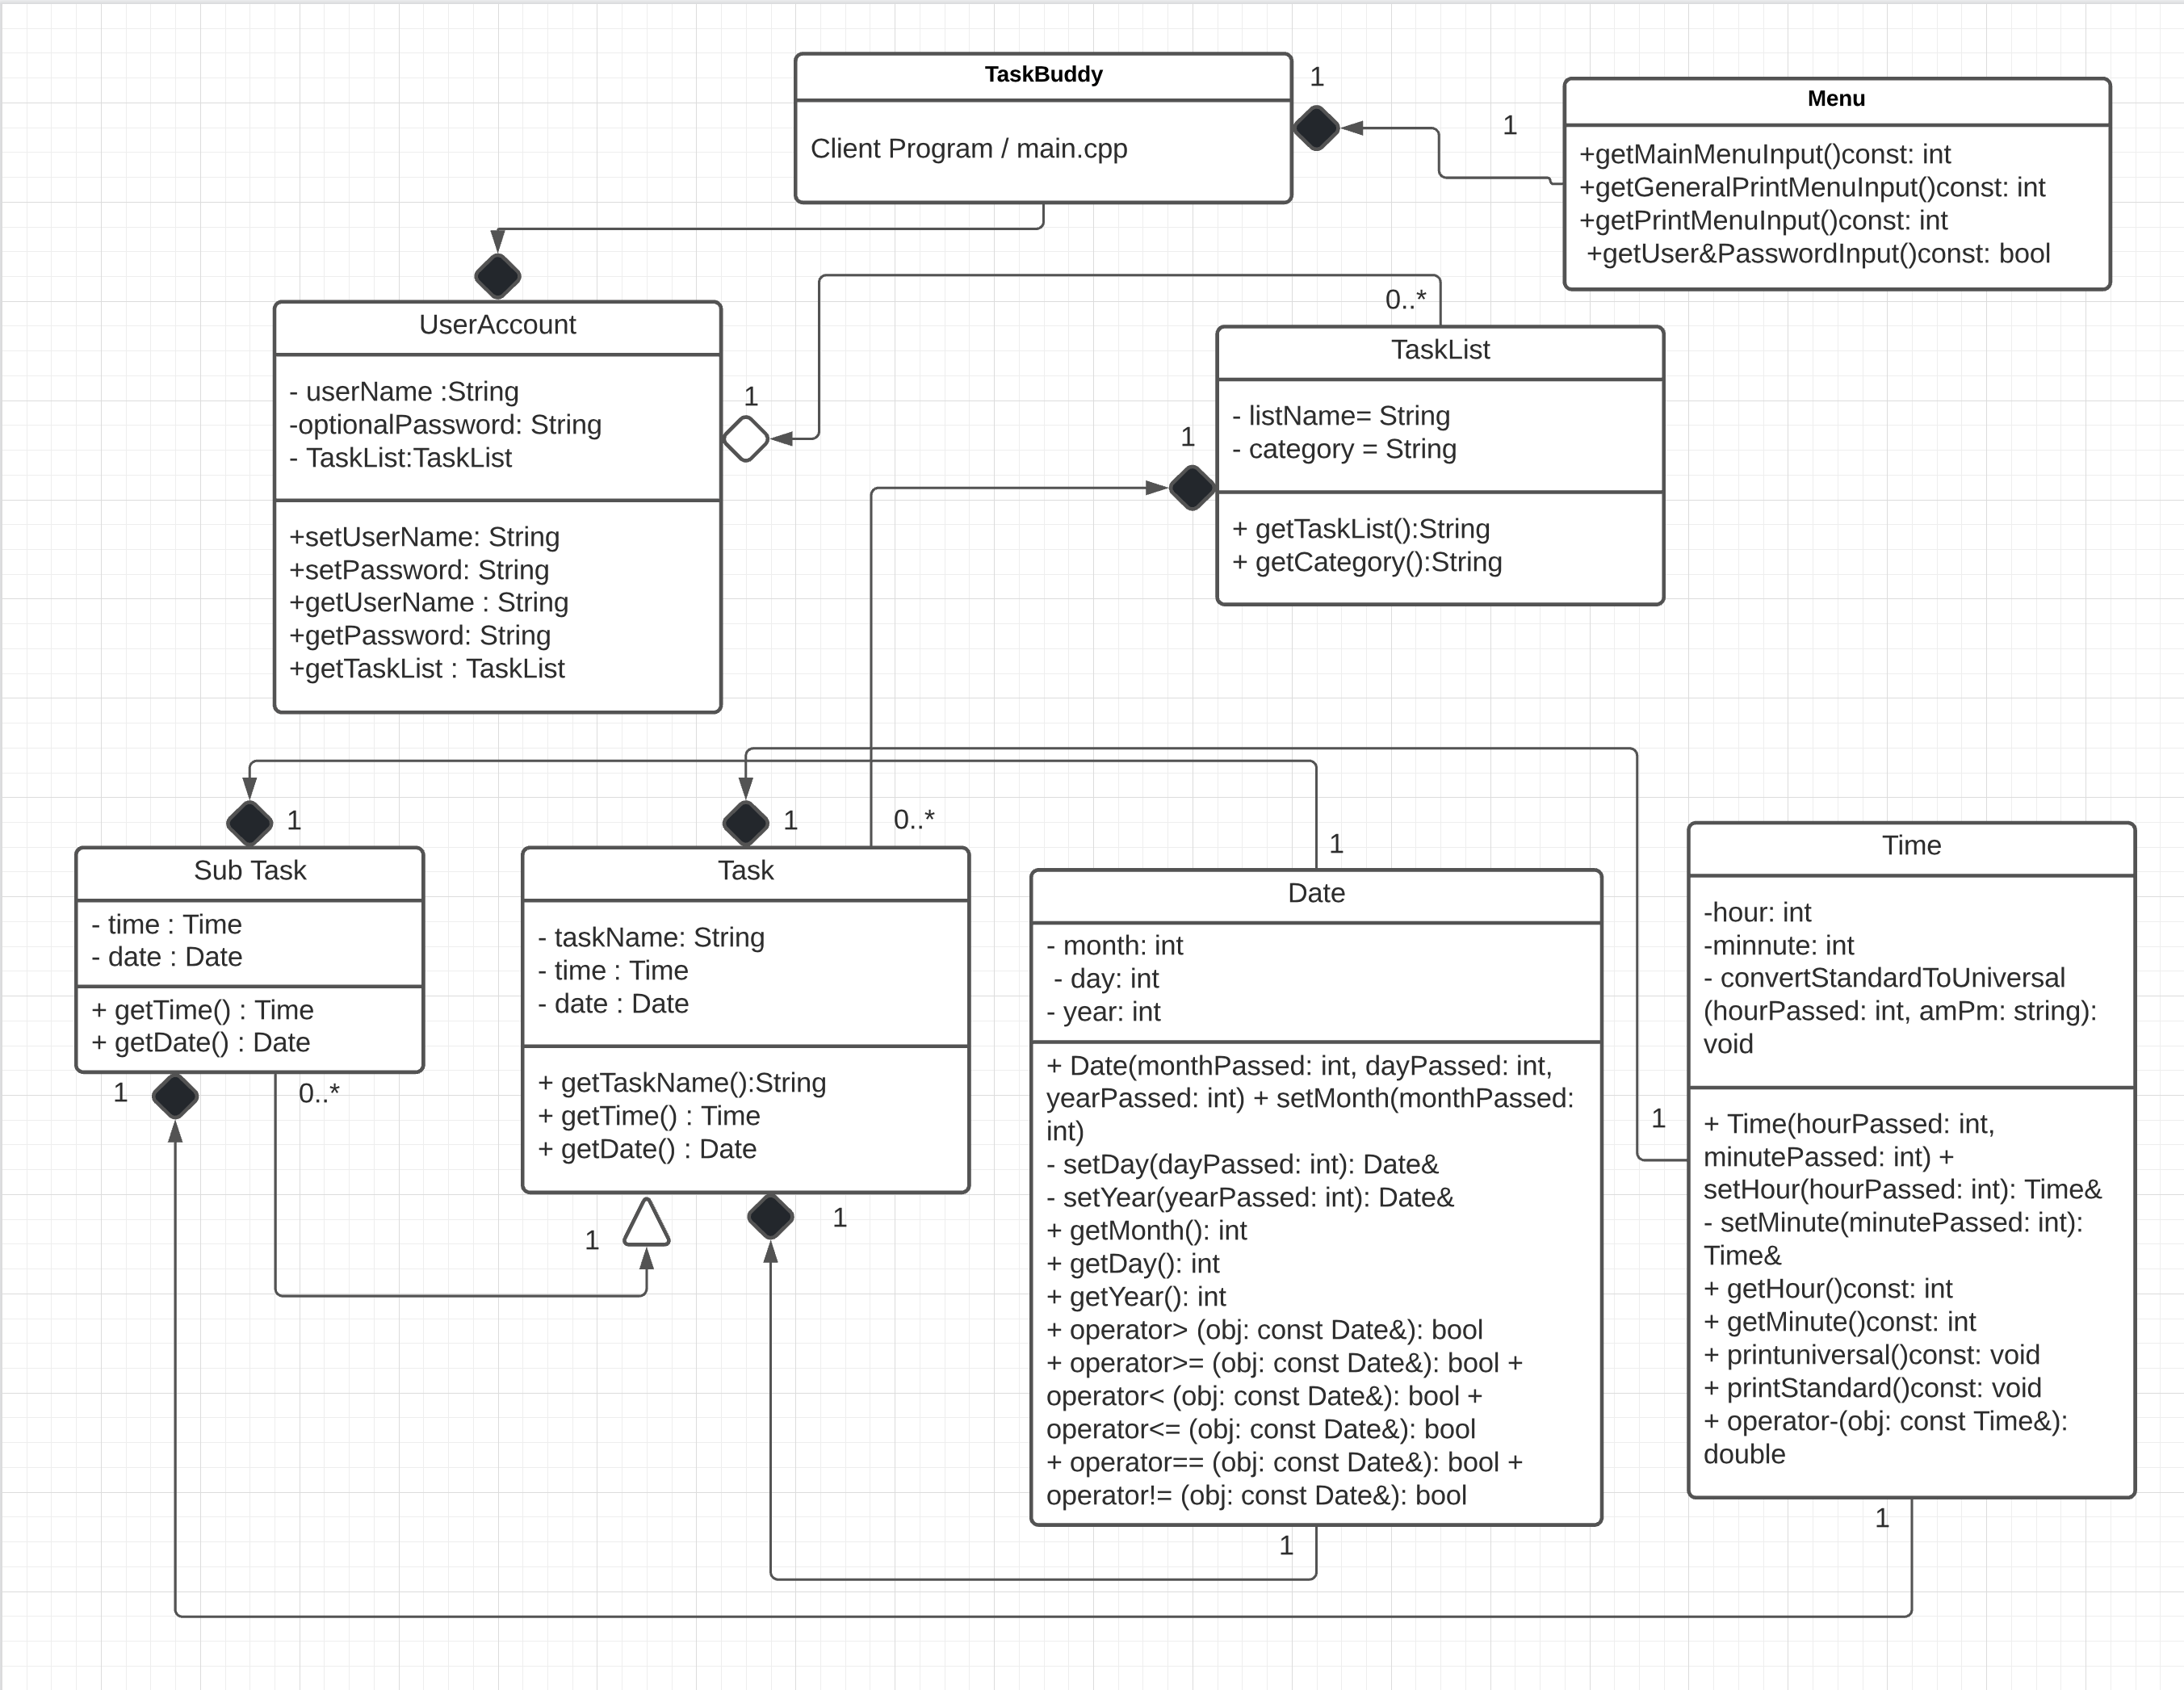 TaskBuddy
Client Program / main.cpp
1
1
Menu
+getMainMenuInput()const: int
+getGeneralPrintMenuInput()const: int
+getPrintMenuInput()const: int
+getUser&PasswordInput()const: bool
UserAccount
- userName :String
-optionalPassword: String
- TaskList:TaskList
+setUserName: String
+setPassword: String
+getUserName : String
+getPassword: String
+getTaskList : TaskList
1
0..*
TaskList
- listName= String
- category = String
+ getTaskList():String
+ getCategory():String
1
1
Sub Task
- time : Time
- date : Date
+ getTime() : Time
+ getDate() : Date
1
0..*
1
0..*
Task
- taskName: String
- time : Time
- date : Date
+ getTaskName():String
+ getTime() : Time
+ getDate() : Date
1
1
1
Date
- month: int
- day: int
- year: int
+ Date(monthPassed: int, dayPassed: int,
yearPassed: int) + setMonth(monthPassed:
int)
- setDay(dayPassed: int): Date&
- setYear(yearPassed: int): Date&
+ getMonth(): int
+ getDay(): int
+ getYear(): int
+ operator> (obj: const Date&): bool
+ operator>= (obj: const Date&): bool +
operator< (obj: const Date&): bool +
operator<= (obj: const Date&): bool
+ operator== (obj: const Date&): bool +
operator!= (obj: const Date&): bool
1
1
Time
-hour: int
-minnute: int
- convertStandardToUniversal
(hourPassed: int, amPm: string):
void
+ Time(hourPassed: int,
minutePassed: int) +
setHour(hourPassed: int): Time&
- setMinute(minutePassed: int):
Time&
+ getHour()const: int
+ getMinute()const: int
+ printuniversal()const: void
+ printStandard()const: void
+ operator-(obj: const Time&):
double
1